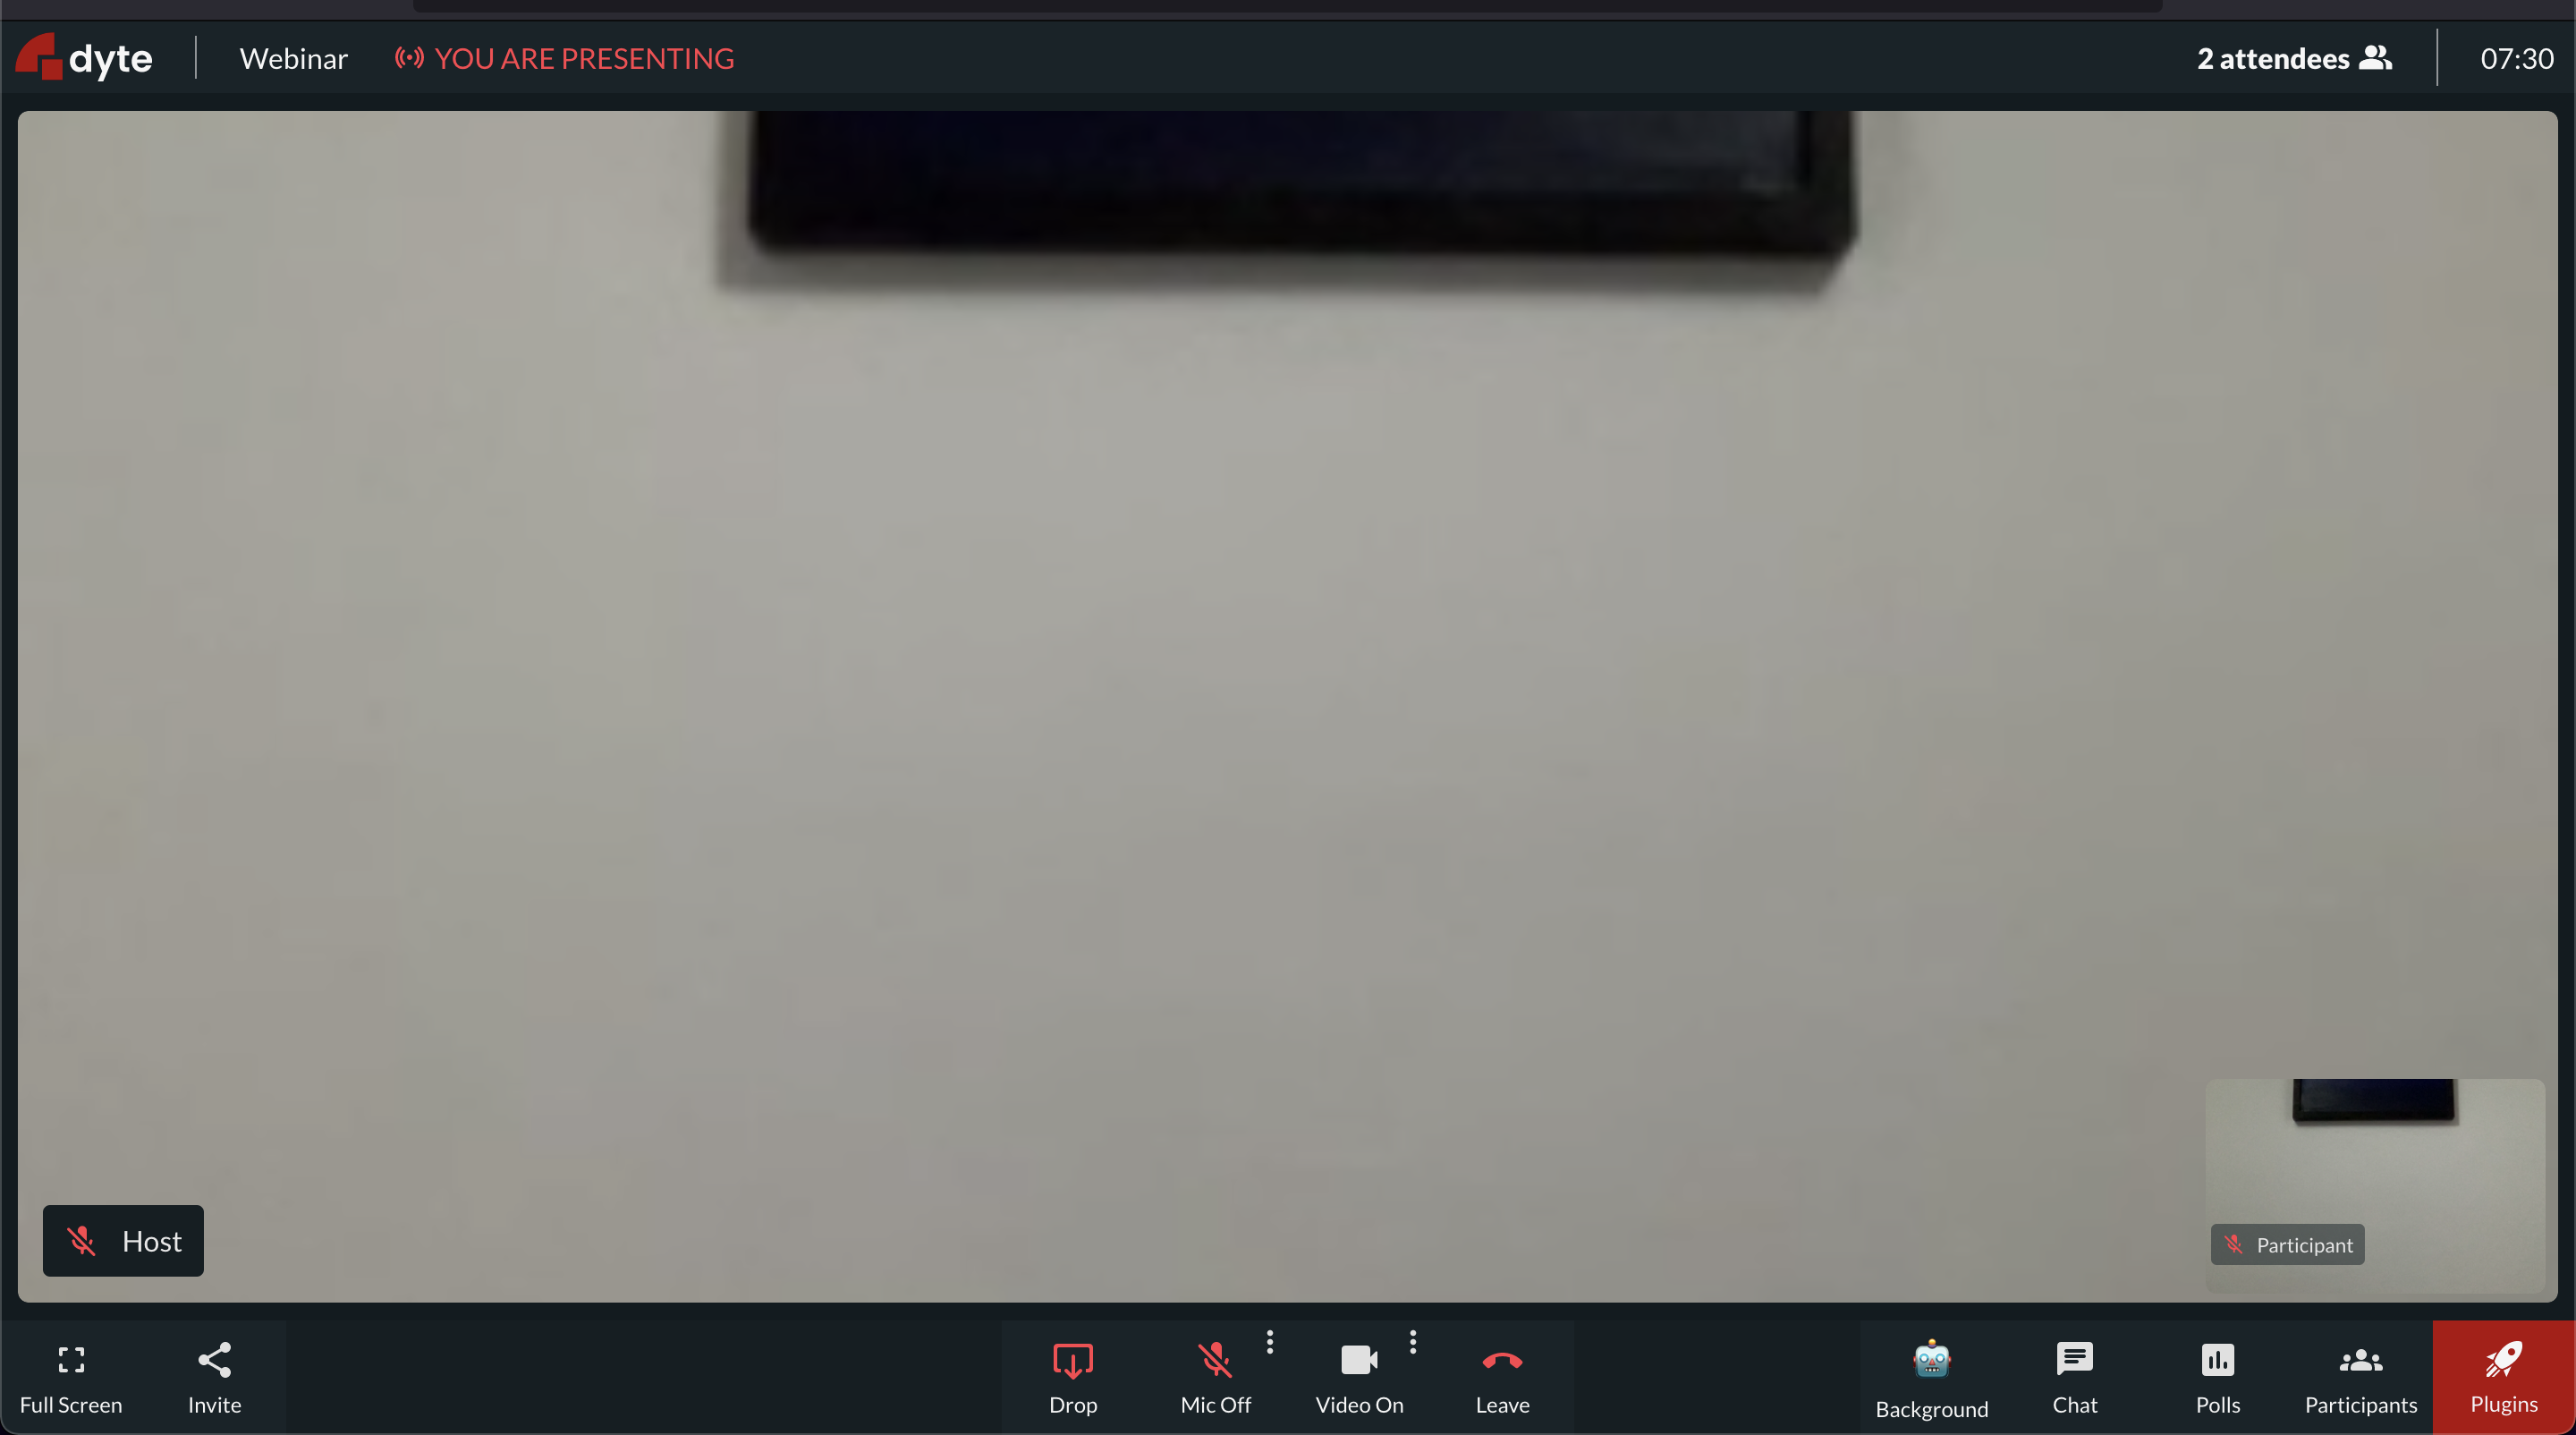 dyte
Webinar
YOU ARE PRESENTING
2 attendees
07:30
Host
Participant
Full Screen
Invite
Drop
Mic Off
Video On
Leave
Background
Chat
Polls
Participants
Plugins